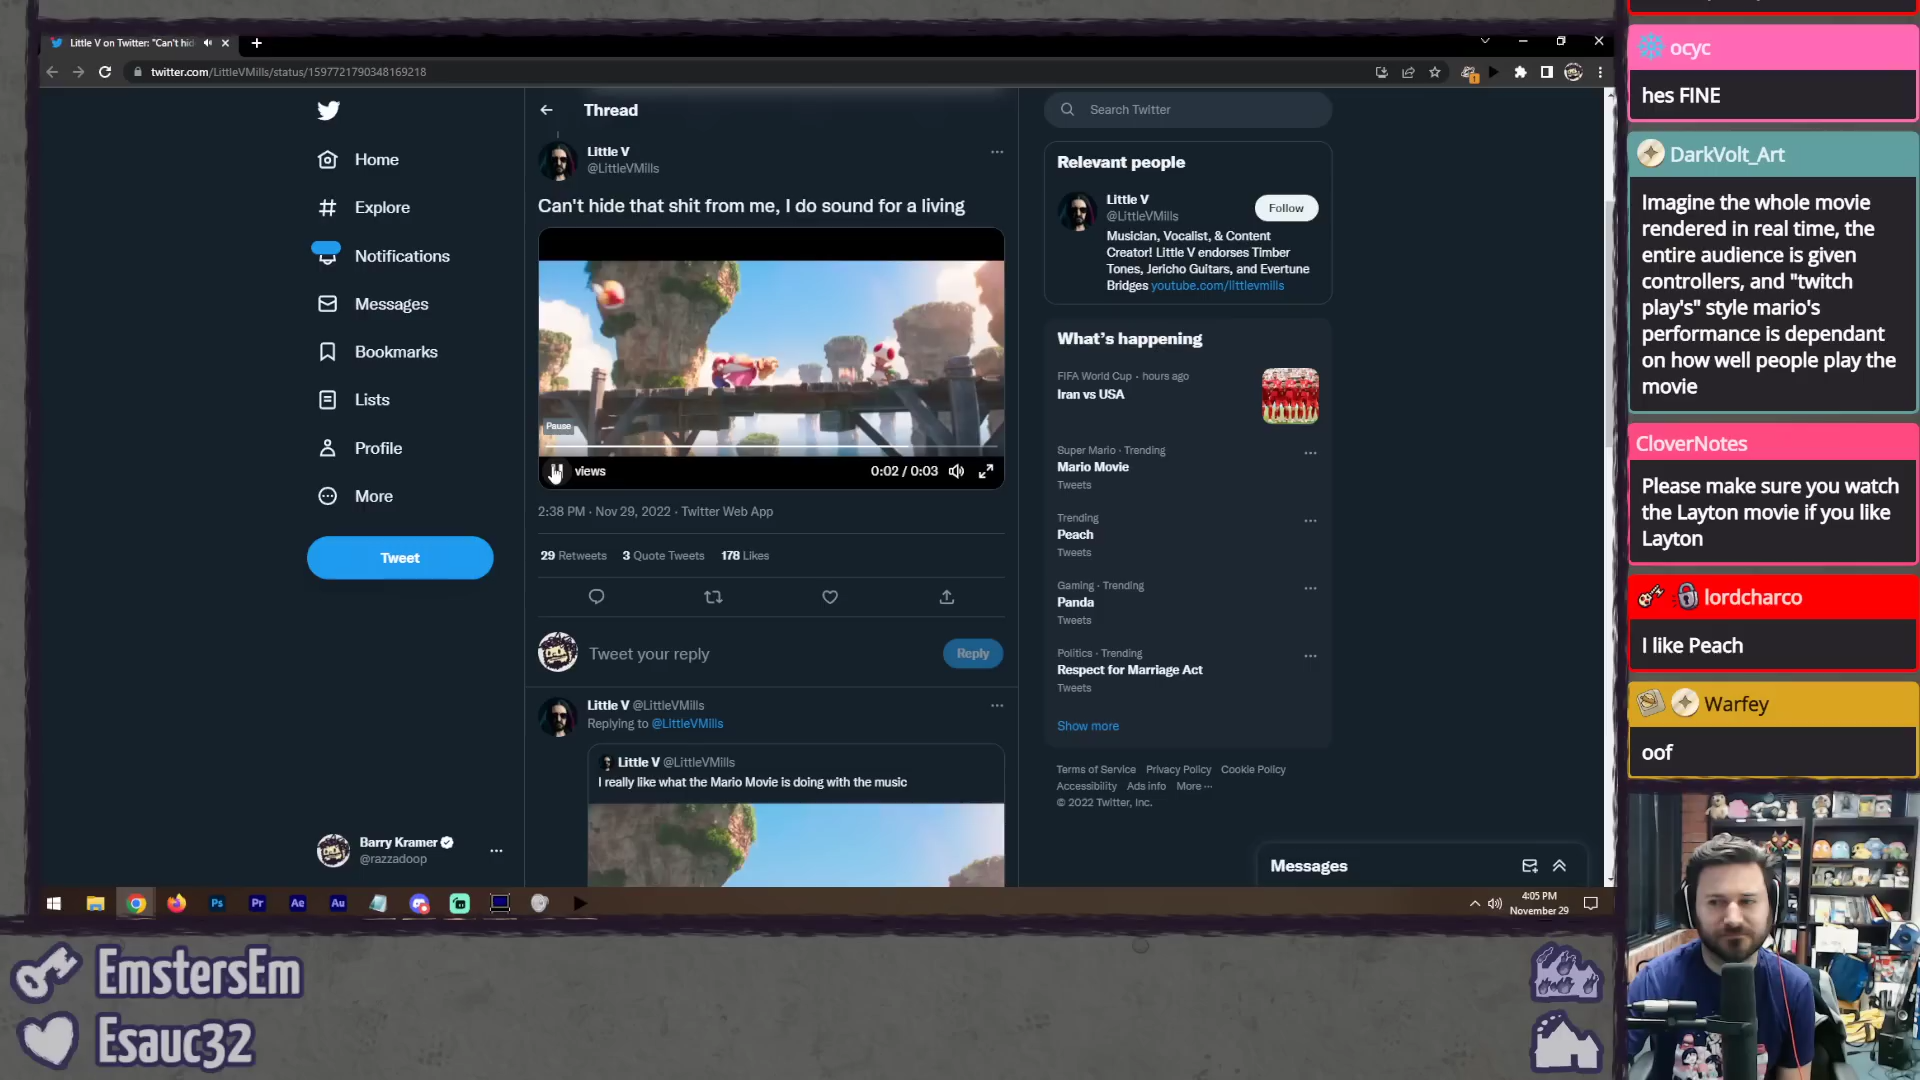 Little V on Twitter: "Can't hid
twitter.com/LittleVMills/status/1597721790348169218
Home
Explore
Notifications
Messages
Bookmarks
Lists
Profile
More
Tweet
Barry Kramer
@razzadoop
Thread
Little V
@LittleVMills
Can't hide that shit from me, I do sound for a living
Pause
views
0:02 / 0:03
2:38 PM · Nov 29, 2022 · Twitter Web App
29 Retweets 3 Quote Tweets 178 Likes
Tweet your reply
Reply
Little V @LittleVMills
Replying to @LittleVMills
Little V @LittleVMills
I really like what the Mario Movie is doing with the music
Search Twitter
Relevant people
Little V
@LittleVMills
Follow
Musician, Vocalist, & Content
Creator! Little V endorses Timber
Tones, Jericho Guitars, and Evertune
Bridges youtube.com/littlevmills
What's happening
FIFA World Cup · hours ago
Iran vs USA
Super Mario · Trending
Mario Movie
Tweets
Trending
Peach
Tweets
Gaming · Trending
Panda
Tweets
Politics · Trending
Respect for Marriage Act
Tweets
Show more
Terms of Service Privacy Policy Cookie Policy
Accessibility Ads info More ···
© 2022 Twitter, Inc.
Messages
Ps Pr Ae Au
4:05 PM
November 29
EmstersEm
Esauc32
ocyc
hes FINE
DarkVolt_Art
Imagine the whole movie
rendered in real time, the
entire audience is given
controllers, and "twitch
play's" style mario's
performance is dependant
on how well people play the
movie
CloverNotes
Please make sure you watch
the Layton movie if you like
Layton
lordcharco
I like Peach
Warfey
oof